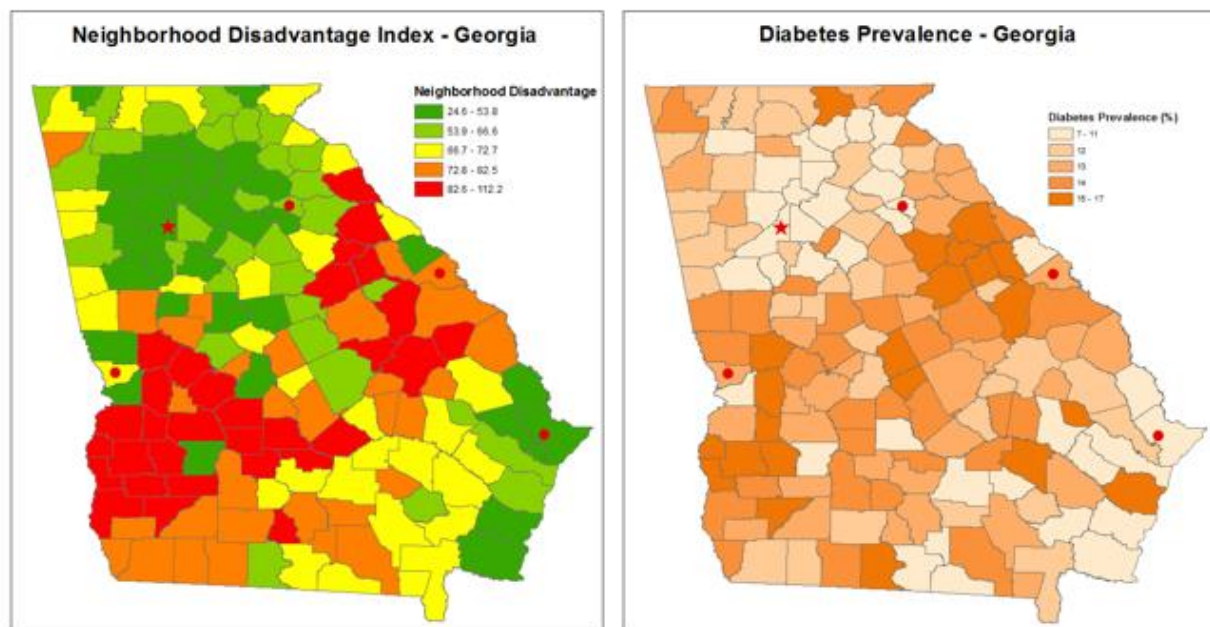 Neighborhood Disadvantage Index - Georgia
Neighborhood Disadvantage
24.6 - 53.8
53.9 - 66.6
66.7 - 72.7
72.8 - 82.5
82.6 - 112.2
Diabetes Prevalence - Georgia
Diabetes Prevalence (%)
7 - 11
12
13
14
15 - 17